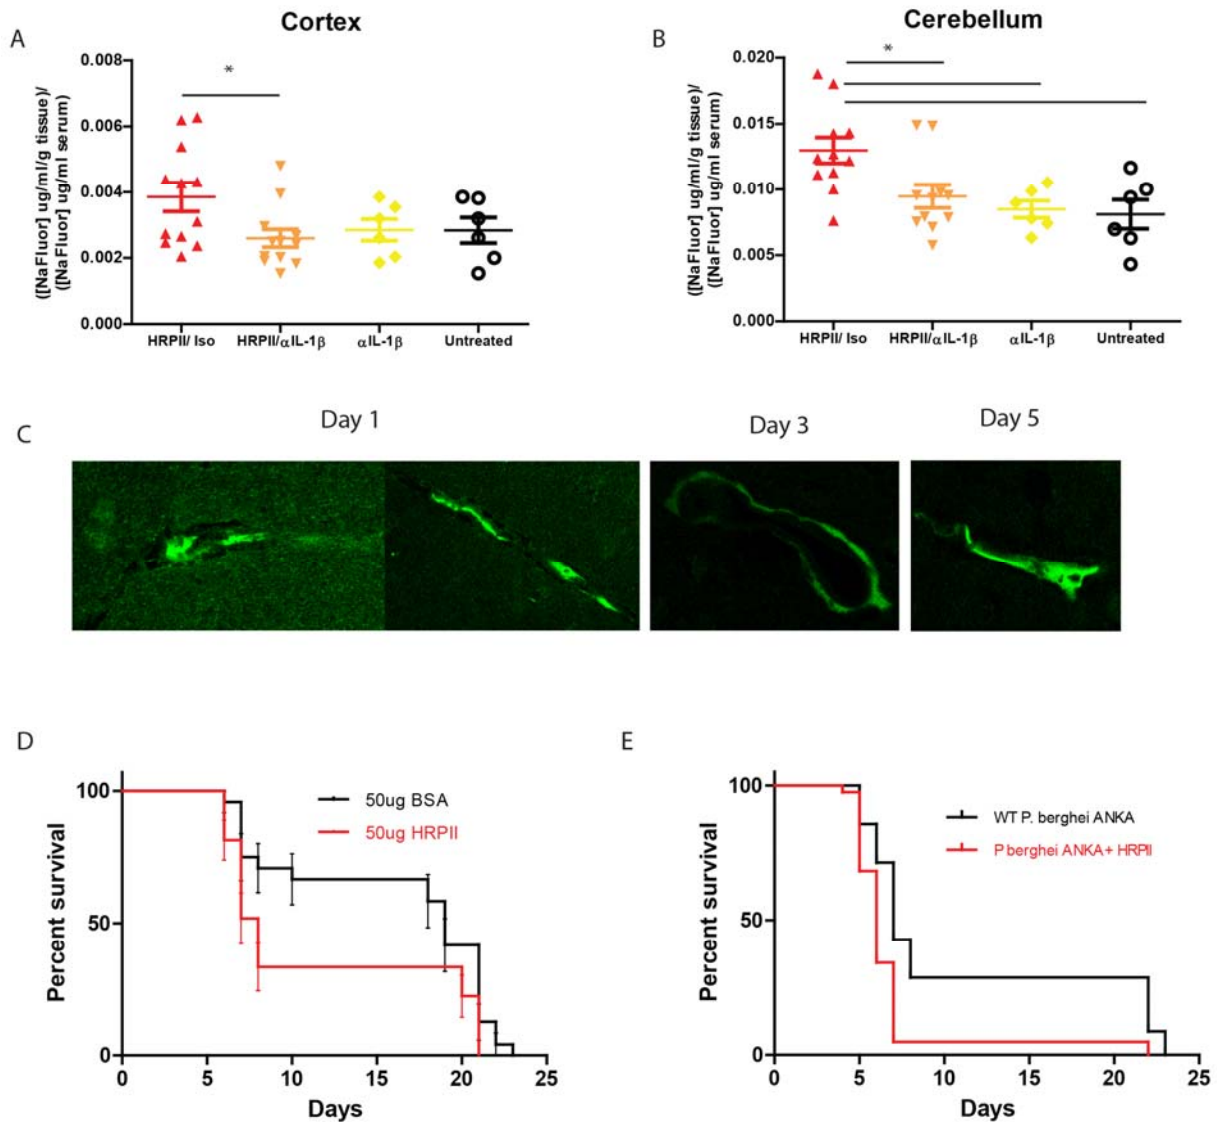 A
Cortex
([NaFluor] ug/ml/g tissue)/
([NaFluor] ug/ml serum)
0.008
0.006
0.004
0.002
0.000
*
HRPII/ Iso
HRPII/αIL-1β
αIL-1β
Untreated
B
Cerebellum
([NaFluor] ug/ml/g tissue)/
([NaFluor] ug/ml serum)
0.020
0.015
0.010
0.005
0.000
*
HRPII/ Iso
HRPII/αIL-1β
αIL-1β
Untreated
C
Day 1
Day 3
Day 5
D
Percent survival
100
50
0
50ug BSA
50ug HRPII
0 5 10 15 20 25
Days
E
Percent survival
100
50
0
WT P. berghei ANKA
P berghei ANKA+ HRPII
0 5 10 15 20 25
Days